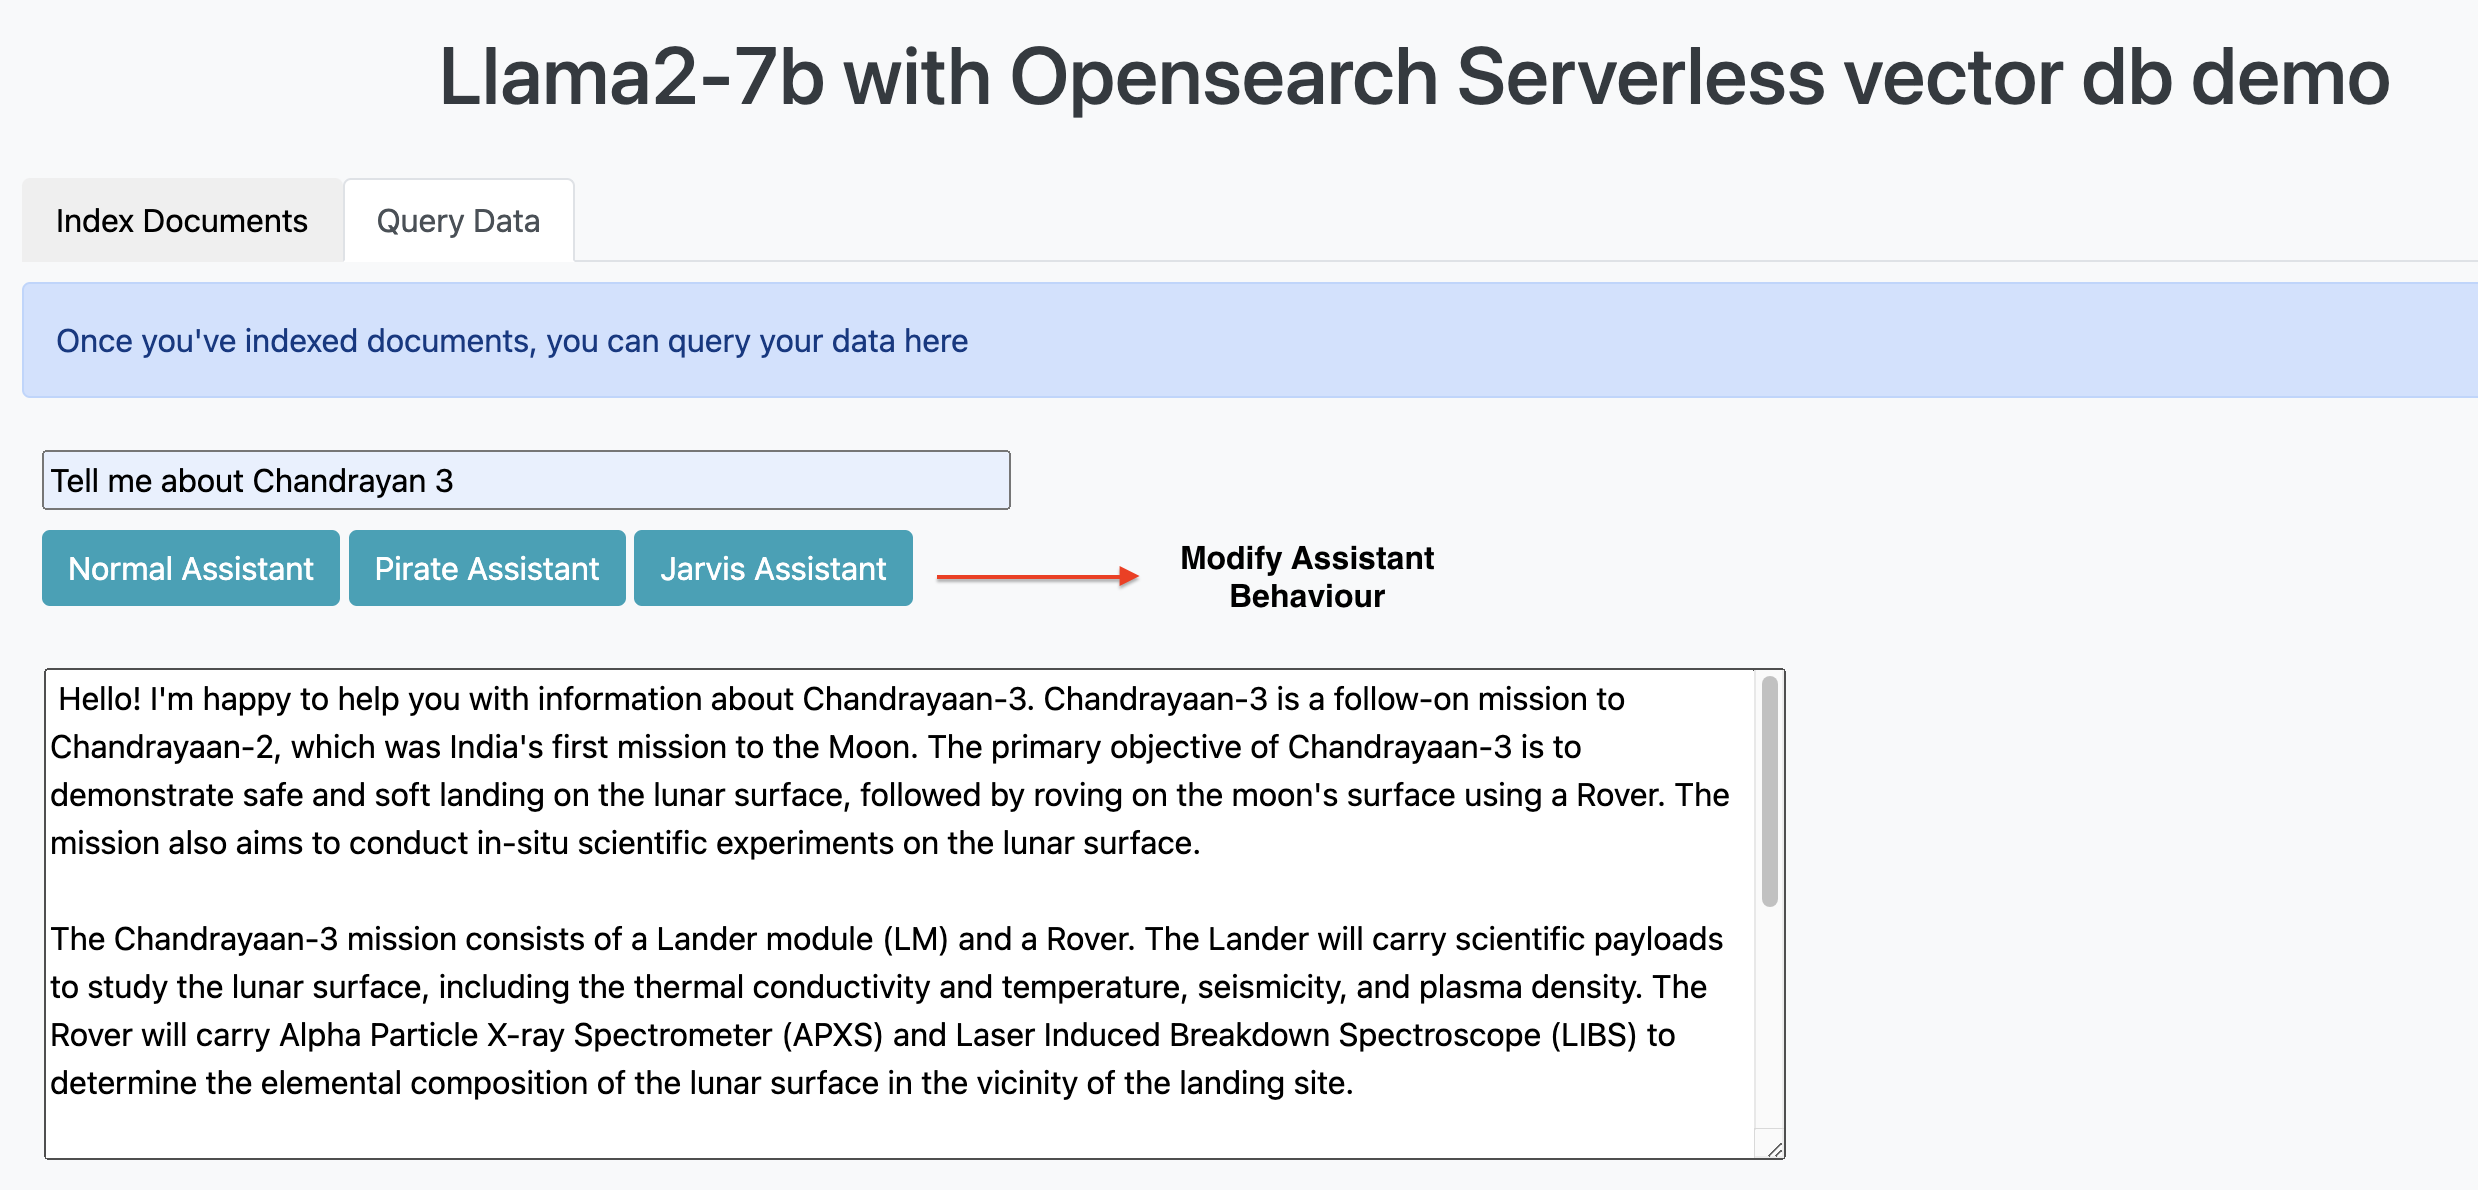 Llama2-7b with Opensearch Serverless vector db demo
Index Documents
Query Data
Once you've indexed documents, you can query your data here
Tell me about Chandrayan 3
Normal Assistant
Pirate Assistant
Jarvis Assistant
Modify Assistant
Behaviour
Hello! I'm happy to help you with information about Chandrayaan-3. Chandrayaan-3 is a follow-on mission to
Chandrayaan-2, which was India's first mission to the Moon. The primary objective of Chandrayaan-3 is to
demonstrate safe and soft landing on the lunar surface, followed by roving on the moon's surface using a Rover. The
mission also aims to conduct in-situ scientific experiments on the lunar surface.
The Chandrayaan-3 mission consists of a Lander module (LM) and a Rover. The Lander will carry scientific payloads
to study the lunar surface, including the thermal conductivity and temperature, seismicity, and plasma density. The
Rover will carry Alpha Particle X-ray Spectrometer (APXS) and Laser Induced Breakdown Spectroscope (LIBS) to
determine the elemental composition of the lunar surface in the vicinity of the landing site.